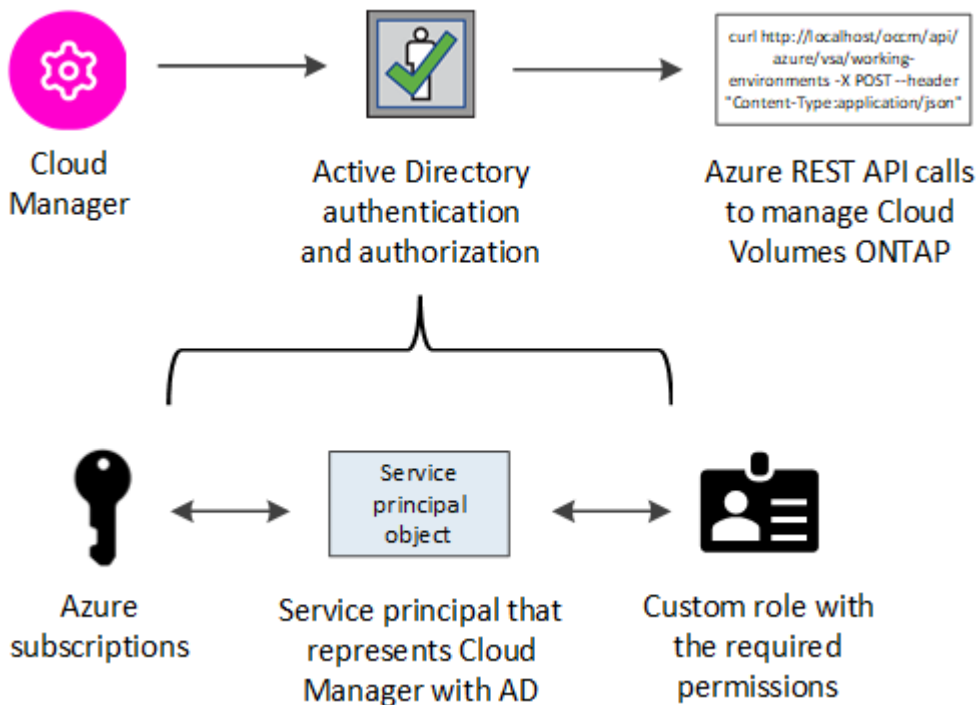 curl http://localhost/occm/api/
azure/vsa/working-
environments -X POST --header
"Content-Type:application/json"
Cloud
Manager
Active Directory
authentication
and authorization
Azure REST API calls
to manage Cloud
Volumes ONTAP
Service
principal
object
Azure
subscriptions
Service principal that
represents Cloud
Manager with AD
Custom role with
the required
permissions